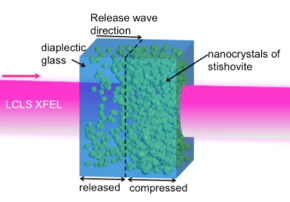 Release wave
direction
diaplectic
glass
nanocrystals of
stishovite
LCLS XFEL
released
compressed